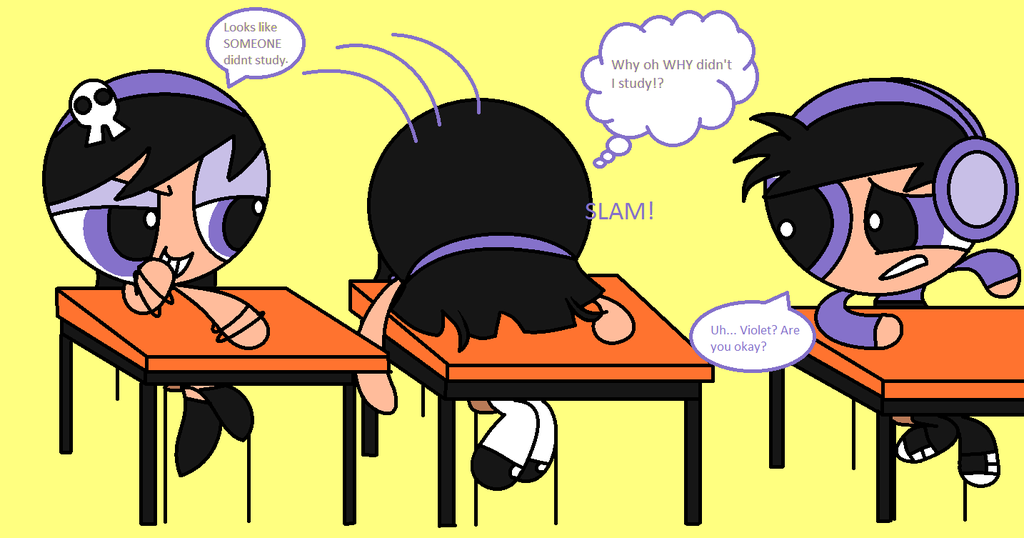 Looks like
SOMEONE
didnt study.
Why oh WHY didn't
I study!?
SLAM!
Uh... Violet? Are
you okay?